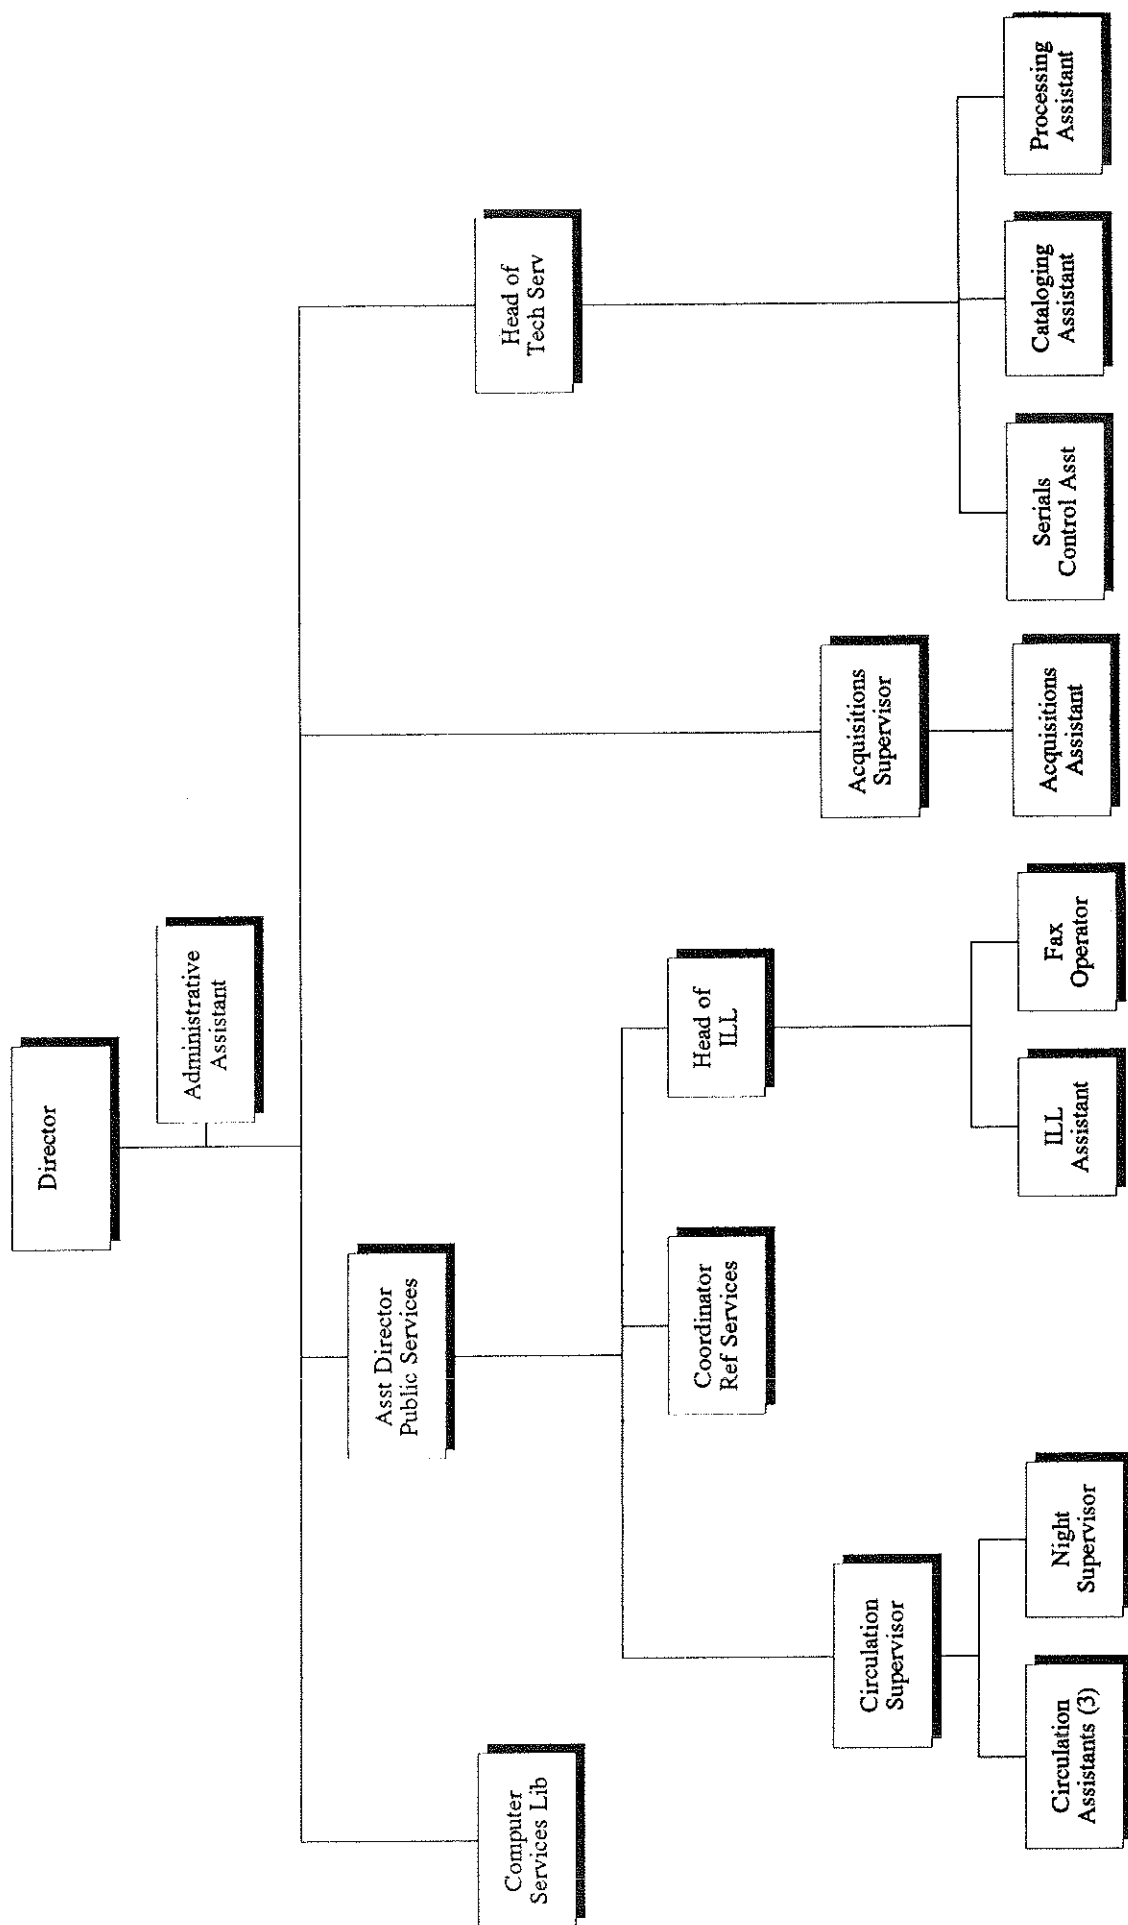 Director
Administrative
Assistant
Asst Director
Public Services
Computer
Services Lib
Head of
Tech Serv
Coordinator
Ref Services
Head of
ILL
Circulation
Supervisor
Acquisitions
Supervisor
Circulation
Assistants (3)
Night
Supervisor
ILL
Assistant
Fax
Operator
Acquisitions
Assistant
Serials
Control Asst
Cataloging
Assistant
Processing
Assistant